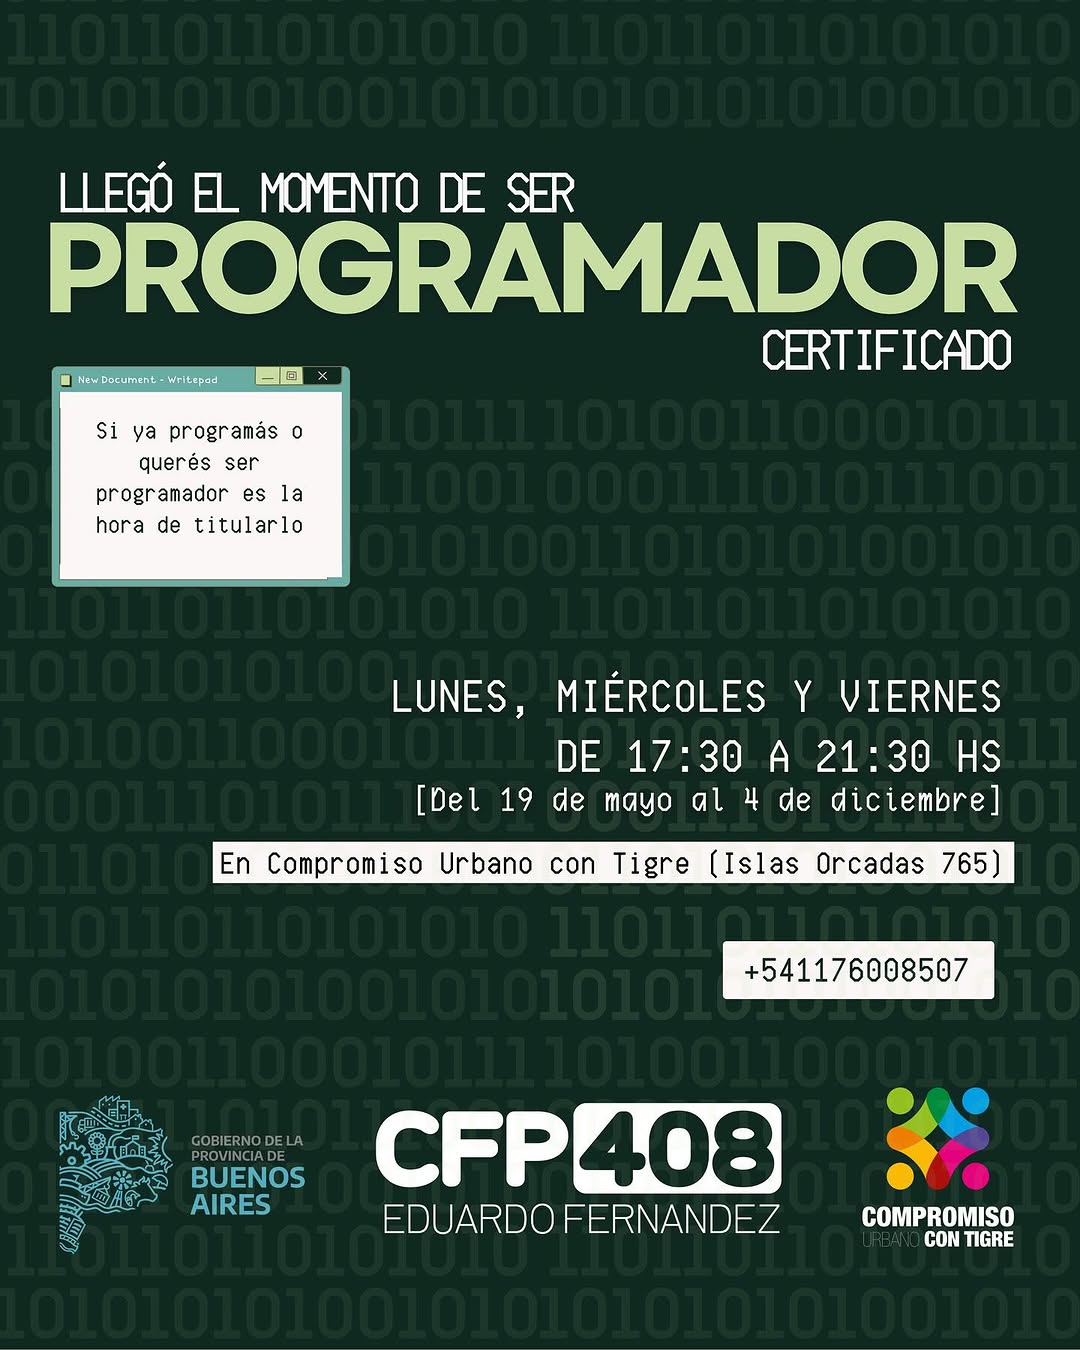 LLEGÓ EL MOMENTO DE SER
PROGRAMADOR
CERTIFICADO
New Document - Writepad
Si ya programás o
querés ser
programador es la
hora de titularlo
LUNES, MIÉRCOLES Y VIERNES
DE 17:30 A 21:30 HS
[Del 19 de mayo al 4 de diciembre]
En Compromiso Urbano con Tigre (Islas Orcadas 765)
+541176008507
GOBIERNO DE LA
PROVINCIA DE
BUENOS
AIRES
CFP408
EDUARDO FERNANDEZ
COMPROMISO
URBANO CON TIGRE